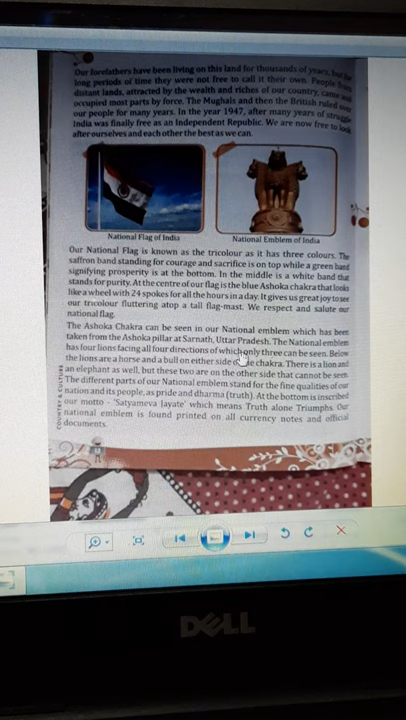 Our forefathers have been living on this land for thousands of years, but for
long periods of time they were not free to call it their own. People from
distant lands, attracted by the wealth and riches of our country, came and
occupied most parts by force. The Mughals and then the British ruled over
our people for many years. In the year 1947, after many years of struggle
India was finally free as an Independent Republic. We are now free to look
after ourselves and each other the best as we can.
National Flag of India
National Emblem of India
Our National Flag is known as the tricolour as it has three colours. The
saffron band standing for courage and sacrifice is on top while a green band
signifying prosperity is at the bottom. In the middle is a white band that
stands for purity. At the centre of our flag is the blue Ashoka chakra that looks
like a wheel with 24 spokes for all the hours in a day. It gives us great joy to see
our tricolour fluttering atop a tall flag-mast. We respect and salute our
national flag.
The Ashoka Chakra can be seen in our National emblem which has been
taken from the Ashoka pillar at Sarnath, Uttar Pradesh. The National emblem
has four lions facing all four directions of which only three can be seen. Below
the lions are a horse and a bull on either side of the chakra. There is a lion and
an elephant as well, but these two are on the other side that cannot be seen.
The different parts of our National emblem stand for the fine qualities of our
nation and its people, as pride and dharma (truth). At the bottom is inscribed
our motto - 'Satyameva Jayate' which means Truth alone Triumphs. Our
national emblem is found printed on all currency notes and official
documents.
COUNTRY & CULTURE
DELL